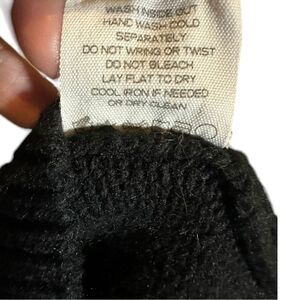 WASH INSIDE OUT
HAND WASH COLD
SEPARATELY
DO NOT WRING OR TWIST
DO NOT BLEACH
LAY FLAT TO DRY
COOL IRON IF NEEDED
OR DRY CLEAN